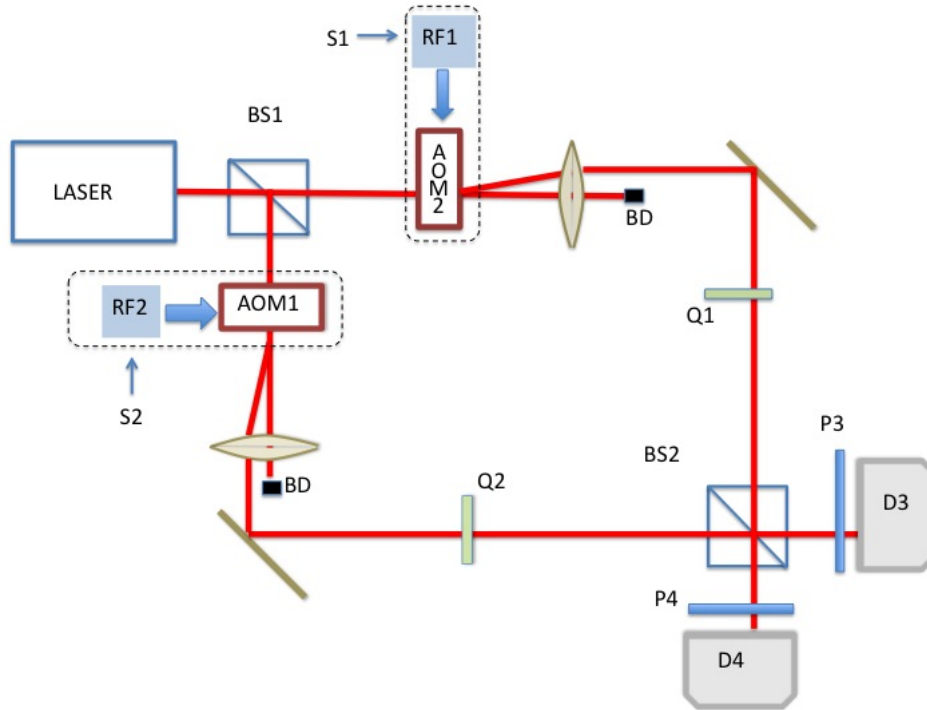 S1
RF1
BS1
LASER
A
O
M
2
BD
RF2
AOM1
Q1
S2
P3
BS2
BD
Q2
D3
P4
D4